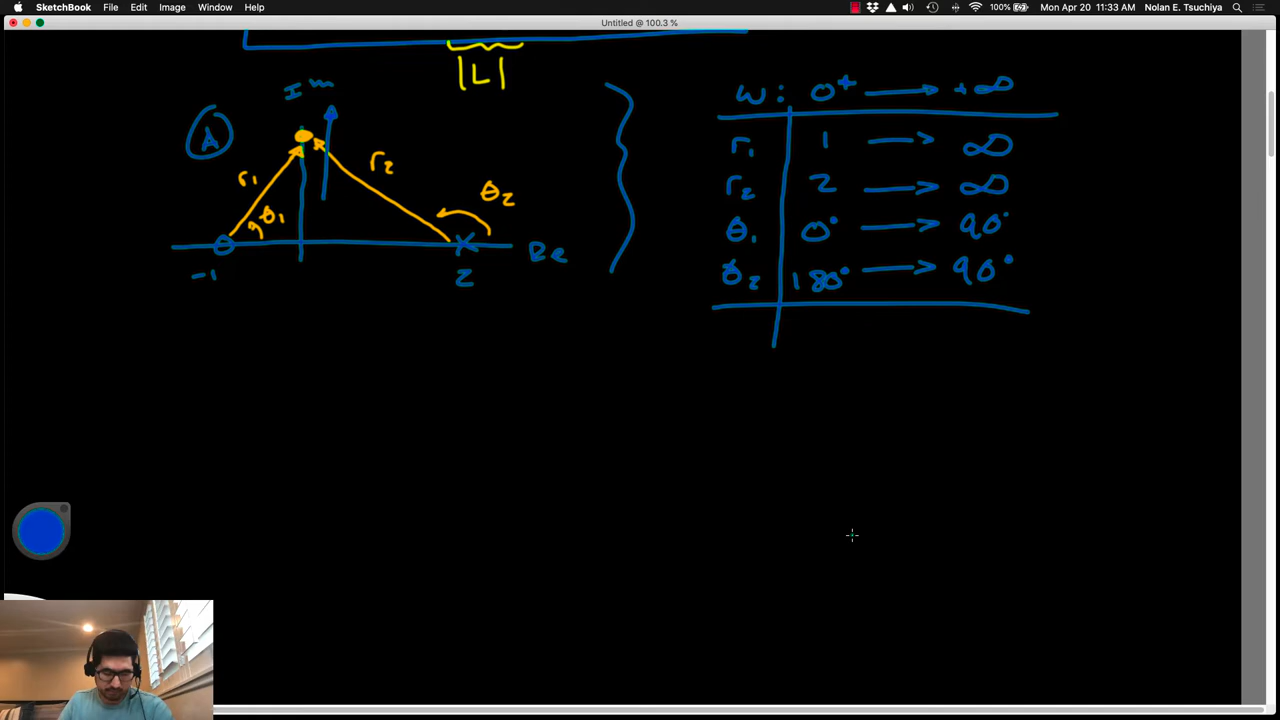 SketchBook File Edit Image Window Help 100% Mon Apr 20 11:33 AM Nolan E. Tsuchiya
Untitled @ 100.3 %
|L|
Im
A
r₁ θ₁ r₂ θ₂
-1 2 Re
ω: 0⁺ → +∞
r₁ 1 → ∞
r₂ 2 → ∞
θ₁ 0° → 90°
θ₂ 180° → 90°